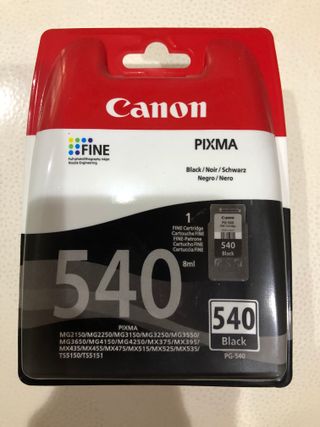 Canon
PIXMA
FINE
Full-photolithography Inkjet
Nozzle Engineering
Black / Noir / Schwarz
Negro / Nero
1
FINE Cartridge
Cartouche FINE
FINE-Patrone
Cartucho FINE
Cartuccia FINE
8ml
Canon
540
Black
540
PIXMA
MG2150/MG2250/MG3150/MG3250/MG3550/
MG3650/MG4150/MG4250/MX375/MX395/
MX435/MX455/MX475/MX515/MX525/MX535/
TS5150/TS5151
540
Black
PG-540